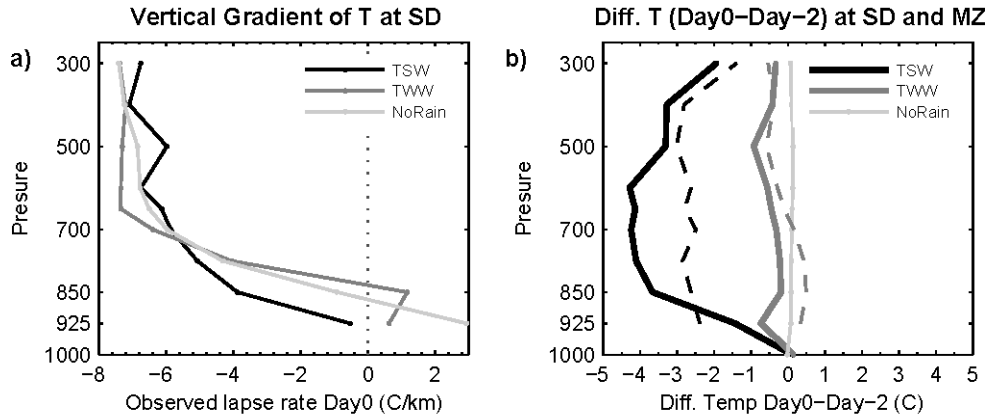 Vertical Gradient of T at SD
a)
300
400
500
600
700
850
925
1000
Presure
TSW
TWW
NoRain
−8
−6
−4
−2
0
2
Observed lapse rate Day0 (C/km)
Diff. T (Day0−Day−2) at SD and MZ
b)
300
500
700
850
925
1000
Presure
TSW
TWW
NoRain
−5
−4
−3
−2
−1
0
1
2
3
4
5
Diff. Temp Day0−Day−2 (C)